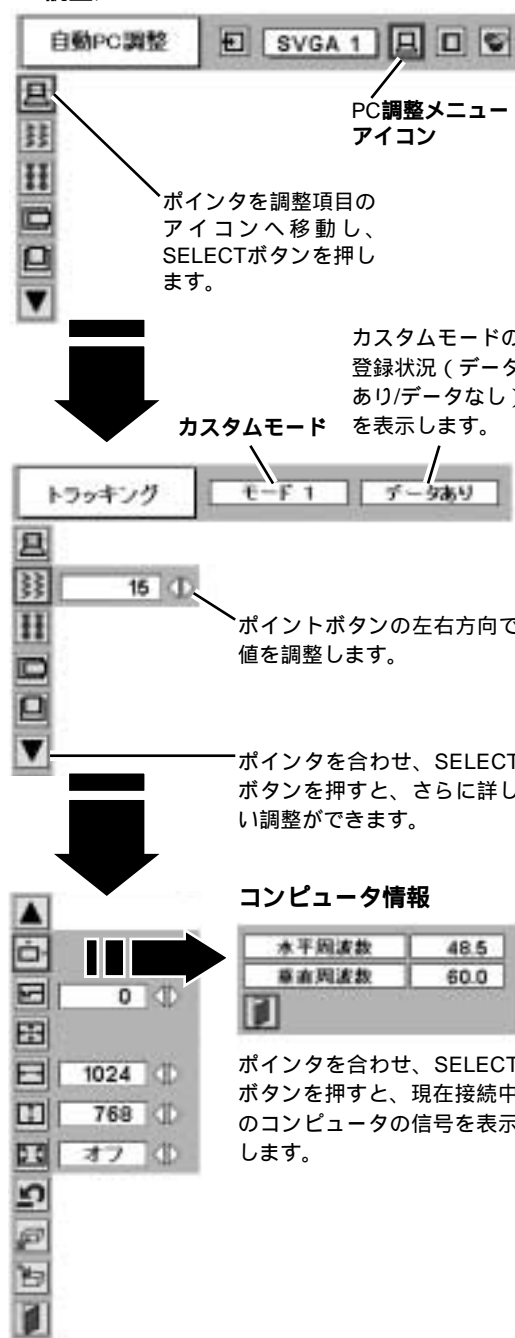 自動PC調整
SVGA 1
PC調整メニュー
アイコン
ポインタを調整項目の
アイコンへ移動し、
SELECTボタンを押し
ます。
カスタムモードの
登録状況（データ
あり/データなし）
を表示します。
カスタムモード
トラッキング
モード 1
データあり
15
ポイントボタンの左右方向で
値を調整します。
ポインタを合わせ、SELECT
ボタンを押すと、さらに詳し
い調整ができます。
コンピュータ情報
水平周波数 48.5
垂直周波数 60.0
0
1024
768
オフ
ポインタを合わせ、SELECT
ボタンを押すと、現在接続中
のコンピュータの信号を表示
します。